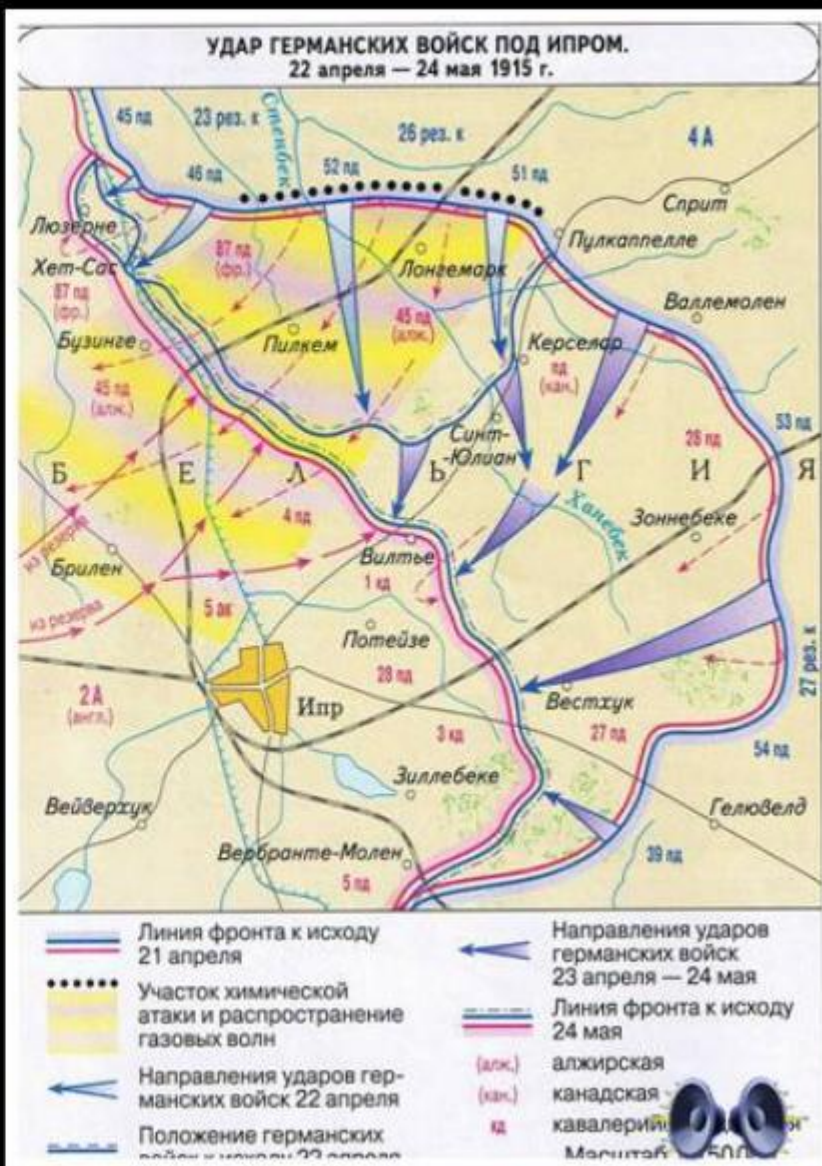 УДАР ГЕРМАНСКИХ ВОЙСК ПОД ИПРОМ.
22 апреля — 24 мая 1915 г.
45 пд
23 рез. к
Стенбек
26 рез. к
4 А
46 пд
52 пд
51 пд
Сприт
Люзерне
Пулкаппелле
87 пд
(фр.)
Лонгемарк
Хет-Сас
87 пд
(фр.)
Валлемолен
Бузинге
Пилкем
45 пд
(алж.)
Керселар
пд
(кан.)
45 пд
(алж.)
Синт-
-Юлиан
28 пд
53 пд
Б Е Л Ь Г И Я
4 пд
Ханебек
Зоннебеке
из резерва
Брилен
Вилтье
1 кд
из резерва
5 ак
Потейзе
27 рез. к
2 А
(англ.)
28 пд
Ипр
Вестхук
3 кд
27 пд
54 пд
Зиллебеке
Вейверхук
Гелювелд
Вербранте-Молен
39 пд
5 пд
Линия фронта к исходу
21 апреля
Участок химической
атаки и распространение
газовых волн
Направления ударов гер-
манских войск 22 апреля
Положение германских
войск к исходу 22 апреля
Направления ударов
германских войск
23 апреля — 24 мая
Линия фронта к исходу
24 мая
(алж.) алжирская
(кан.) канадская
кд
Масштаб